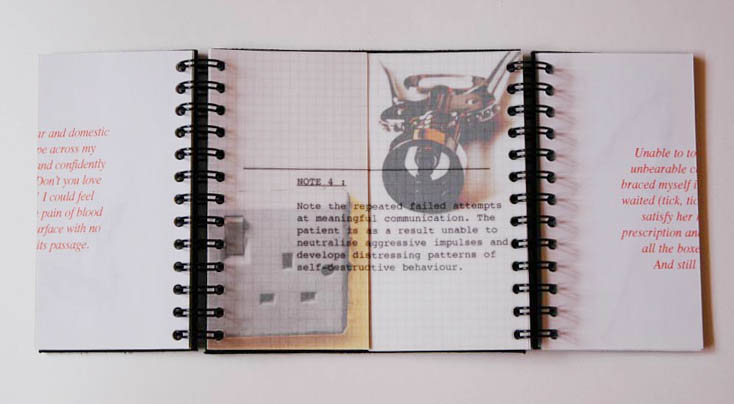 ar and domestic
pe across my
and confidently
Don't you love
I could feel
pain of blood
urface with no
its passage.
NOTE 4 :
Note the repeated failed attempts
at meaningful communication. The
patient is as a result unable to
neutralise aggressive impulses and
develops distressing patterns of
self-destructive behaviour.
Unable to to
unbearable c
braced myself i
waited (tick, tic
satisfy her
prescription an
all the boxe
And still